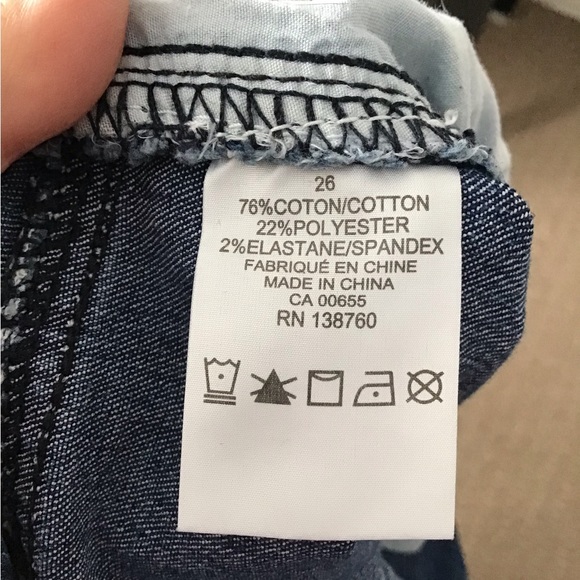 26
76%COTON/COTTON
22%POLYESTER
2%ELASTANE/SPANDEX
FABRIQUÉ EN CHINE
MADE IN CHINA
CA 00655
RN 138760